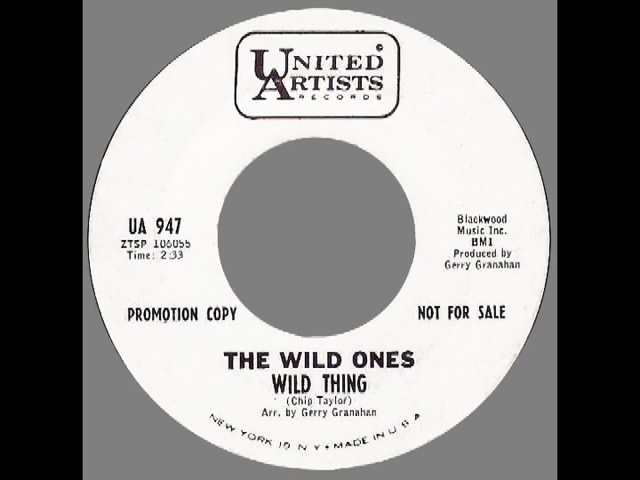 UNITED ©
ARTISTS
RECORDS
UA 947
ZTSP 106055
Time: 2:33
Blackwood
Music Inc.
BMI
Produced by
Gerry Granahan
PROMOTION COPY
NOT FOR SALE
THE WILD ONES
WILD THING
(Chip Taylor)
Arr. by Gerry Granahan
NEW YORK 19 N Y • MADE IN U S A